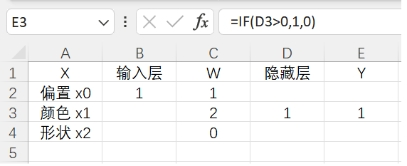 E3 fx =IF(D3>0,1,0)
A B C D E
1 X 输入层 W 隐藏层 Y
2 偏置 x0 1 1
3 颜色 x1 2 1 1
4 形状 x2 0
5